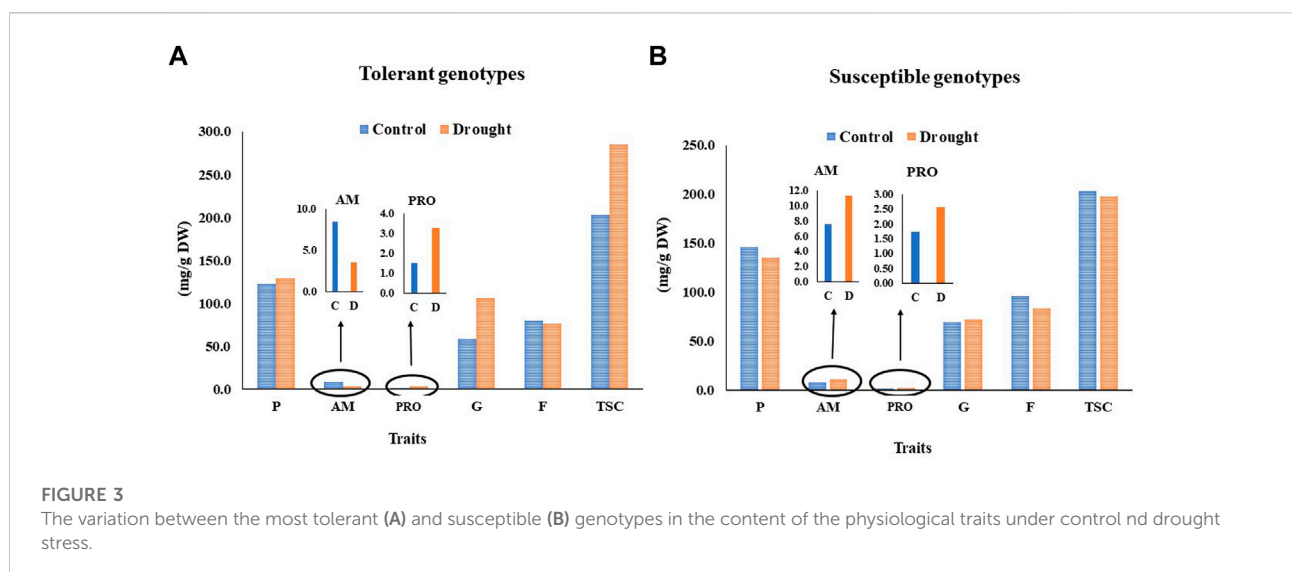 A
Tolerant genotypes
Control Drought
(mg/g DW)
300.0
250.0
200.0
150.0
100.0
50.0
0.0
AM
10.0
5.0
0.0
C D
PRO
4.0
3.0
2.0
1.0
0.0
C D
P AM PRO G F TSC
Traits
B
Susceptible genotypes
Control Drought
(mg/g DW)
250.0
200.0
150.0
100.0
50.0
0.0
AM
12.0
10.0
8.0
6.0
4.0
2.0
0.0
C D
PRO
3.00
2.50
2.00
1.50
1.00
0.50
0.00
C D
P AM PRO G F TSC
Traits
FIGURE 3
The variation between the most tolerant (A) and susceptible (B) genotypes in the content of the physiological traits under control nd drought
stress.